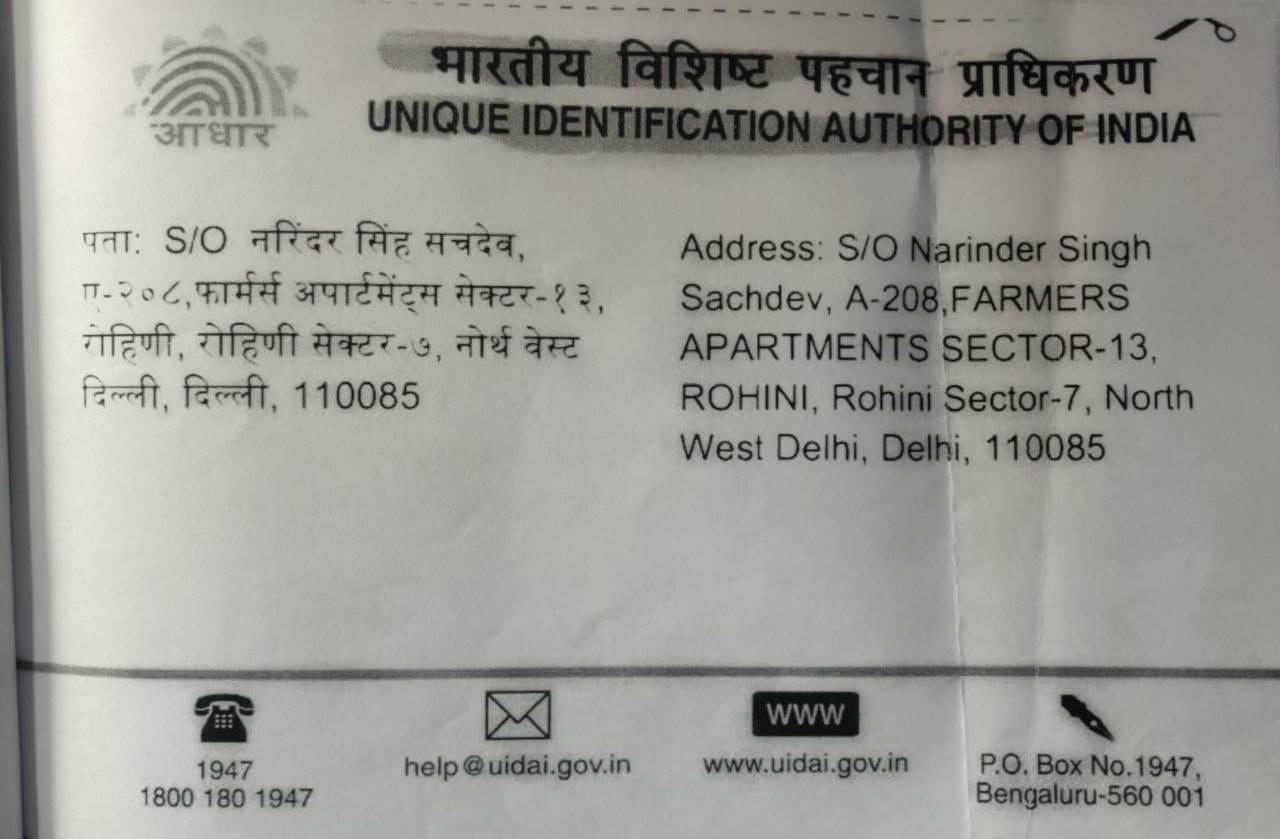 भारतीय विशिष्ट पहचान प्राधिकरण
आधार
UNIQUE IDENTIFICATION AUTHORITY OF INDIA
पता: S/O नरिंदर सिंह सचदेव,
ए-२०८,फार्मर्स अपार्टमेंट्स सेक्टर-१३,
रोहिणी, रोहिणी सेक्टर-७, नोर्थ वेस्ट
दिल्ली, दिल्ली, 110085
Address: S/O Narinder Singh
Sachdev, A-208,FARMERS
APARTMENTS SECTOR-13,
ROHINI, Rohini Sector-7, North
West Delhi, Delhi, 110085
1947
1800 180 1947
help@uidai.gov.in
WWW
www.uidai.gov.in
P.O. Box No.1947,
Bengaluru-560 001